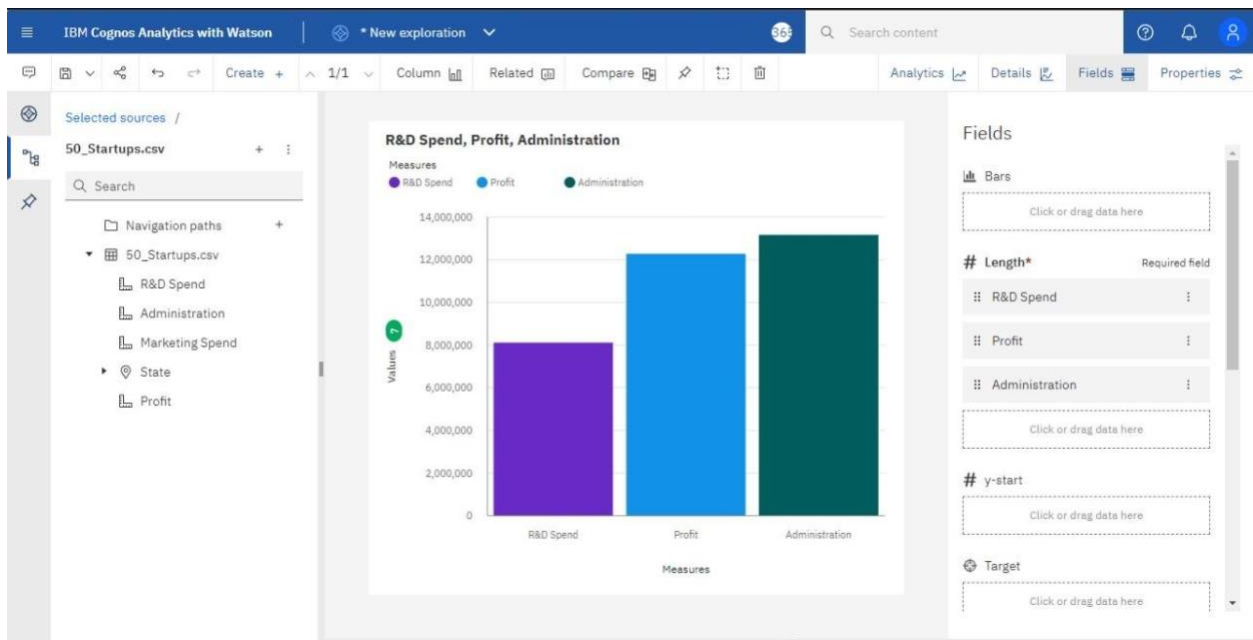 IBM Cognos Analytics with Watson
* New exploration
Search content
Create +
1/1
Column
Related
Compare
Analytics
Details
Fields
Properties
Selected sources /
50_Startups.csv
Search
Navigation paths
50_Startups.csv
R&D Spend
Administration
Marketing Spend
State
Profit
R&D Spend, Profit, Administration
Measures
R&D Spend Profit Administration
14,000,000
12,000,000
10,000,000
8,000,000
6,000,000
4,000,000
2,000,000
0
Values
R&D Spend Profit Administration
Measures
Fields
Bars
Click or drag data here
# Length* Required field
R&D Spend
Profit
Administration
Click or drag data here
# y-start
Click or drag data here
Target
Click or drag data here